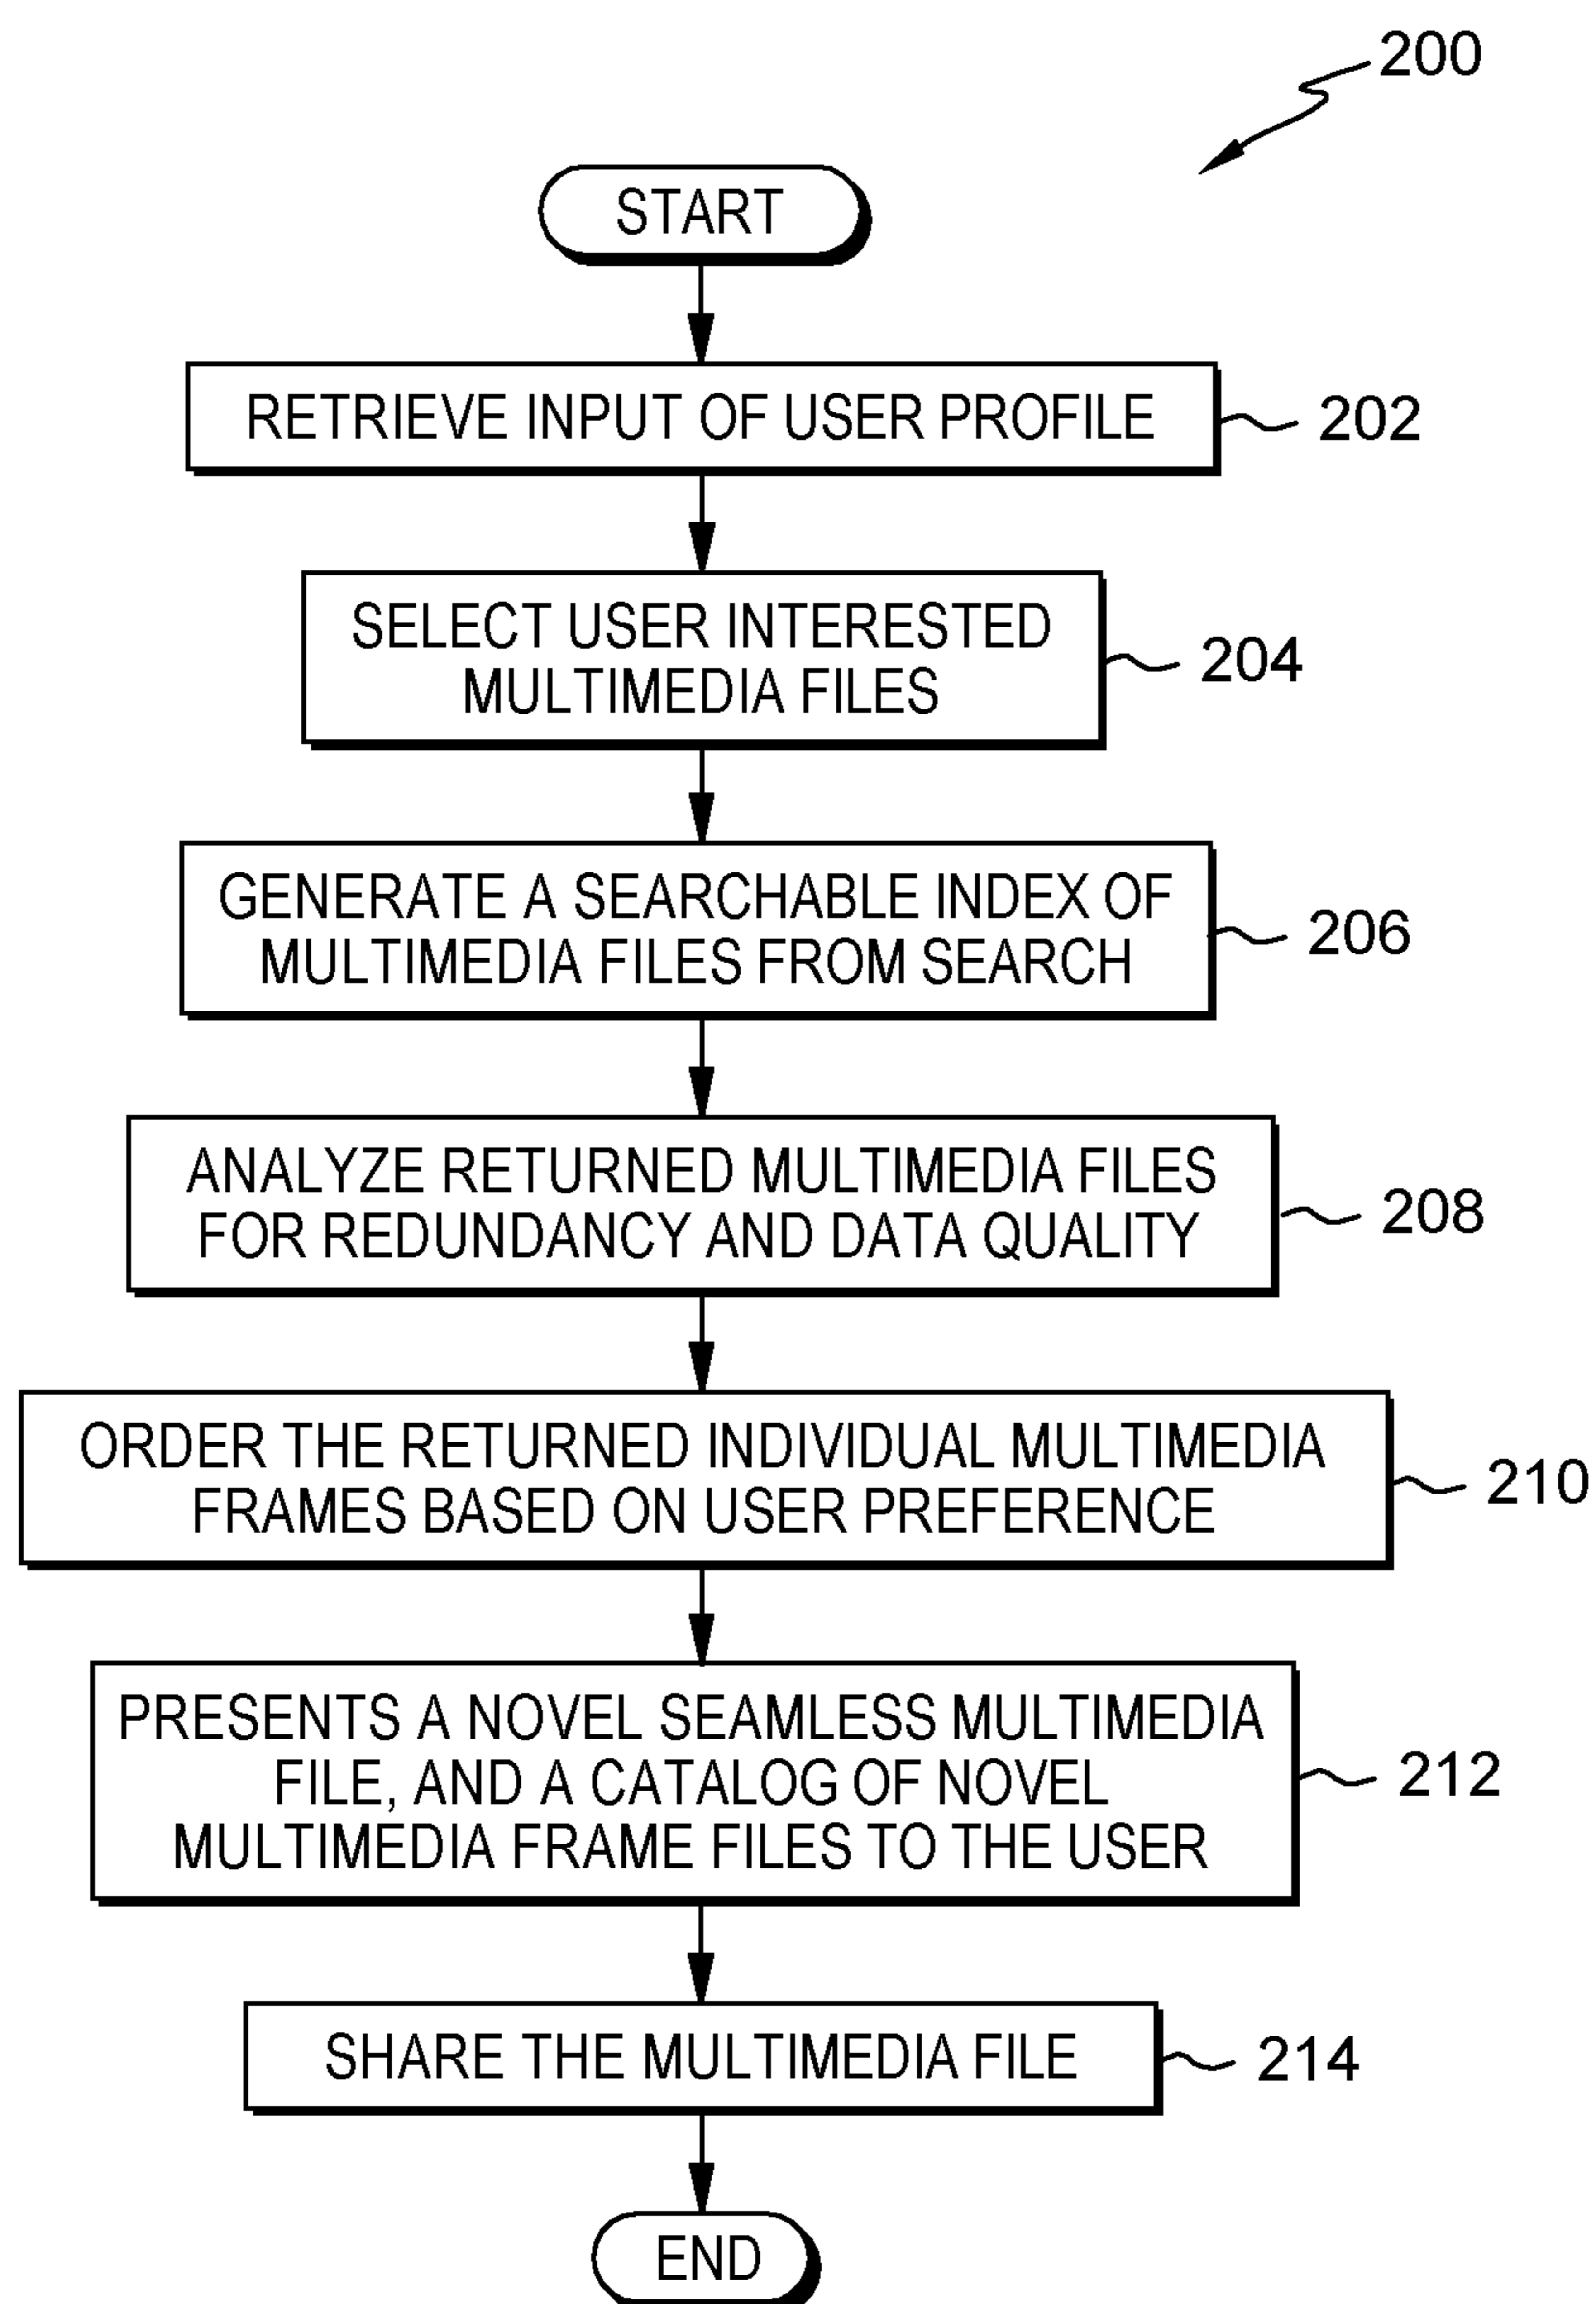 200
START
RETRIEVE INPUT OF USER PROFILE
202
SELECT USER INTERESTED
MULTIMEDIA FILES
204
GENERATE A SEARCHABLE INDEX OF
MULTIMEDIA FILES FROM SEARCH
206
ANALYZE RETURNED MULTIMEDIA FILES
FOR REDUNDANCY AND DATA QUALITY
208
ORDER THE RETURNED INDIVIDUAL MULTIMEDIA
FRAMES BASED ON USER PREFERENCE
210
PRESENTS A NOVEL SEAMLESS MULTIMEDIA
FILE, AND A CATALOG OF NOVEL
MULTIMEDIA FRAME FILES TO THE USER
212
SHARE THE MULTIMEDIA FILE
214
END